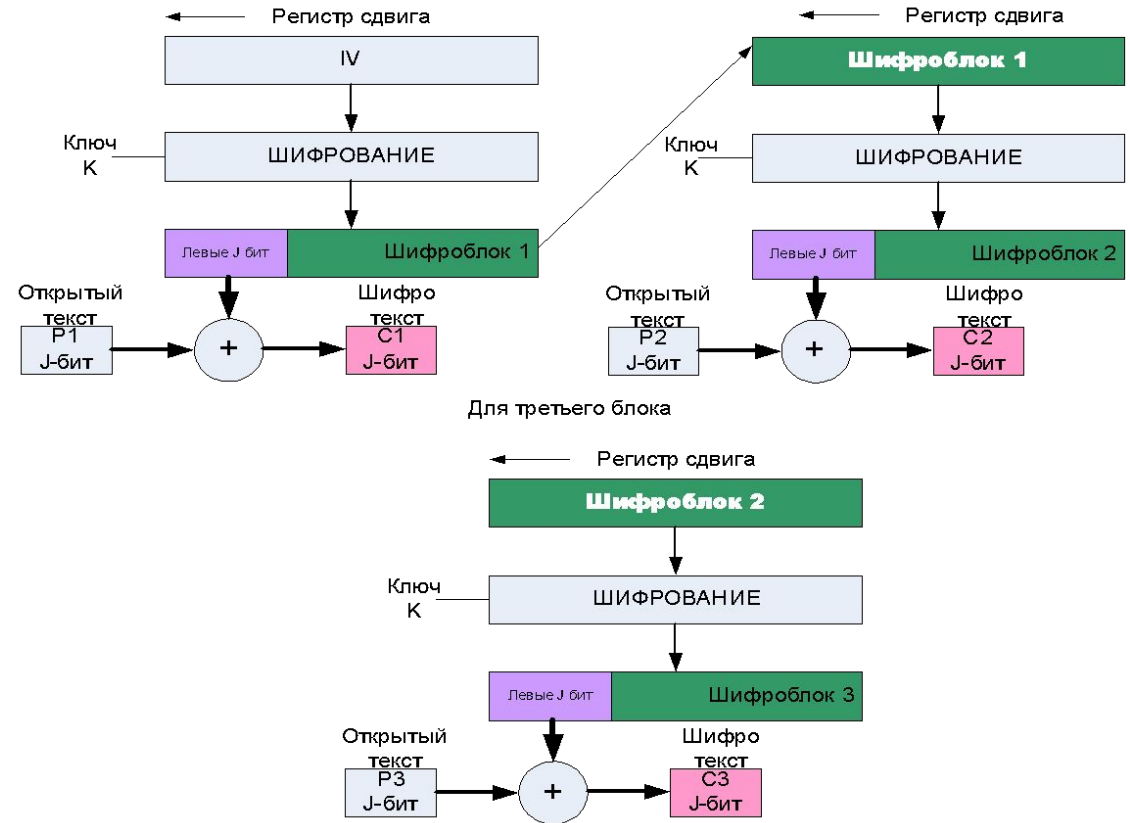 Регистр сдвига
IV
Ключ
K
ШИФРОВАНИЕ
Левые J бит
Шифроблок 1
Открытый
текст
P1
J-бит
+
Шифро
текст
C1
J-бит
Регистр сдвига
Шифроблок 1
Ключ
K
ШИФРОВАНИЕ
Левые J бит
Шифроблок 2
Открытый
текст
P2
J-бит
+
Шифро
текст
C2
J-бит
Для третьего блока
Регистр сдвига
Шифроблок 2
Ключ
K
ШИФРОВАНИЕ
Левые J бит
Шифроблок 3
Открытый
текст
P3
J-бит
+
Шифро
текст
C3
J-бит